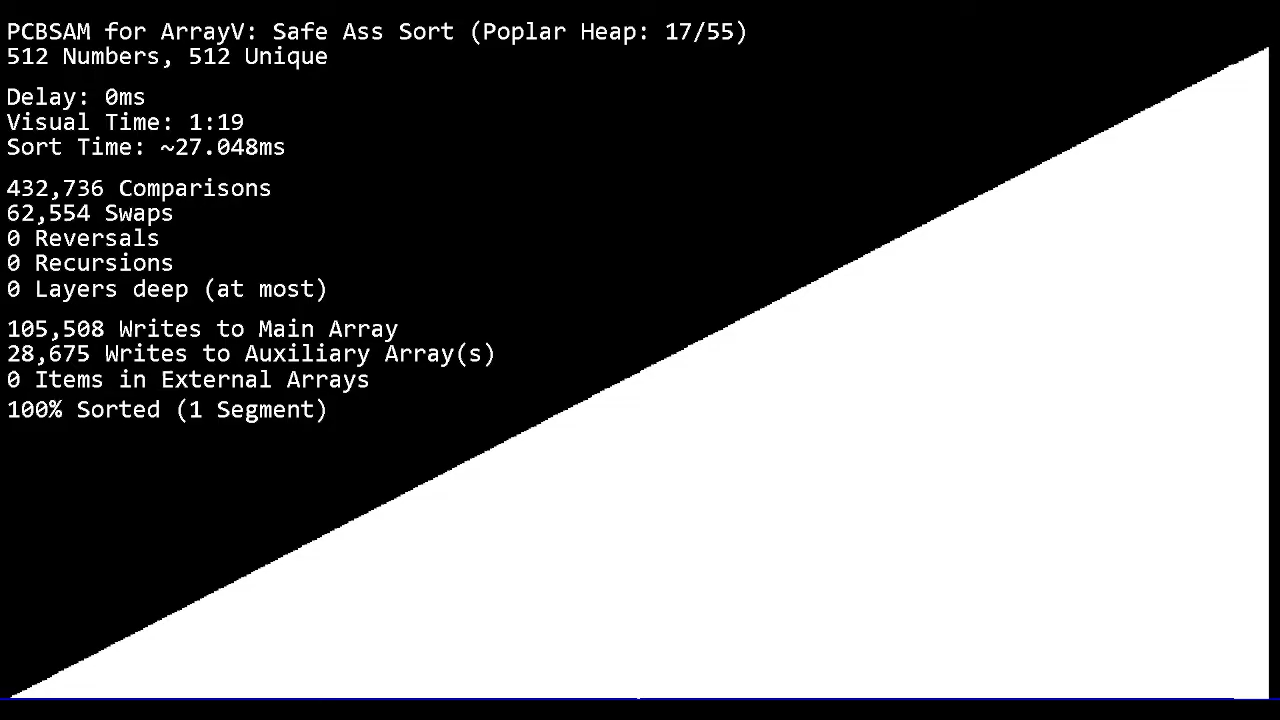 PCBSAM for ArrayV: Safe Ass Sort (Poplar Heap: 17/55)
512 Numbers, 512 Unique
Delay: 0ms
Visual Time: 1:19
Sort Time: ~27.048ms
432,736 Comparisons
62,554 Swaps
0 Reversals
0 Recursions
0 Layers deep (at most)
105,508 Writes to Main Array
28,675 Writes to Auxiliary Array(s)
0 Items in External Arrays
100% Sorted (1 Segment)